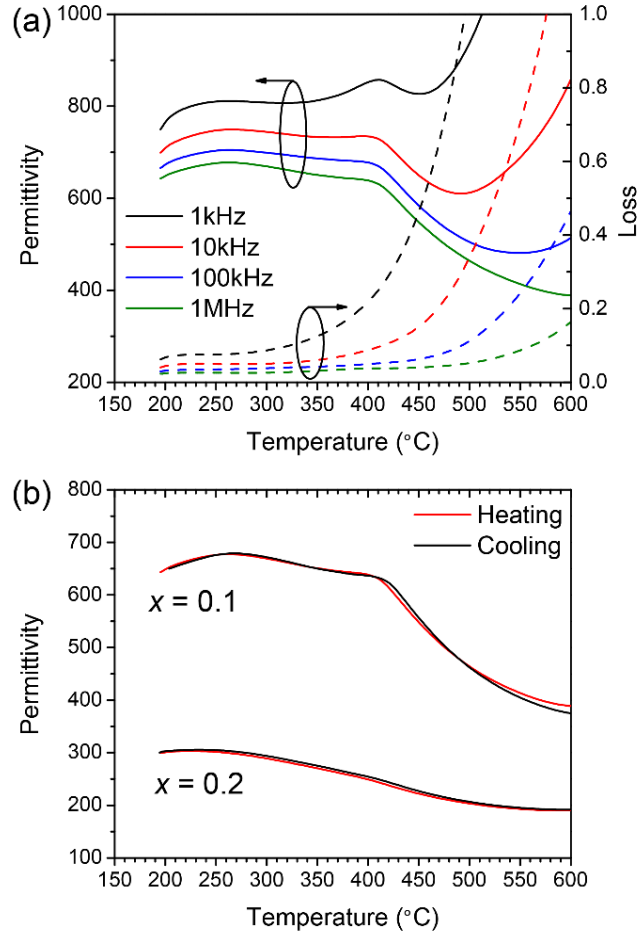 (a)
1000
800
600
400
200
Permittivity
1.0
0.8
0.6
0.4
0.2
0.0
Loss
1kHz
10kHz
100kHz
1MHz
150 200 250 300 350 400 450 500 550 600
Temperature (°C)
(b)
800
700
600
500
400
300
200
100
Permittivity
Heating
Cooling
x = 0.1
x = 0.2
150 200 250 300 350 400 450 500 550 600
Temperature (°C)